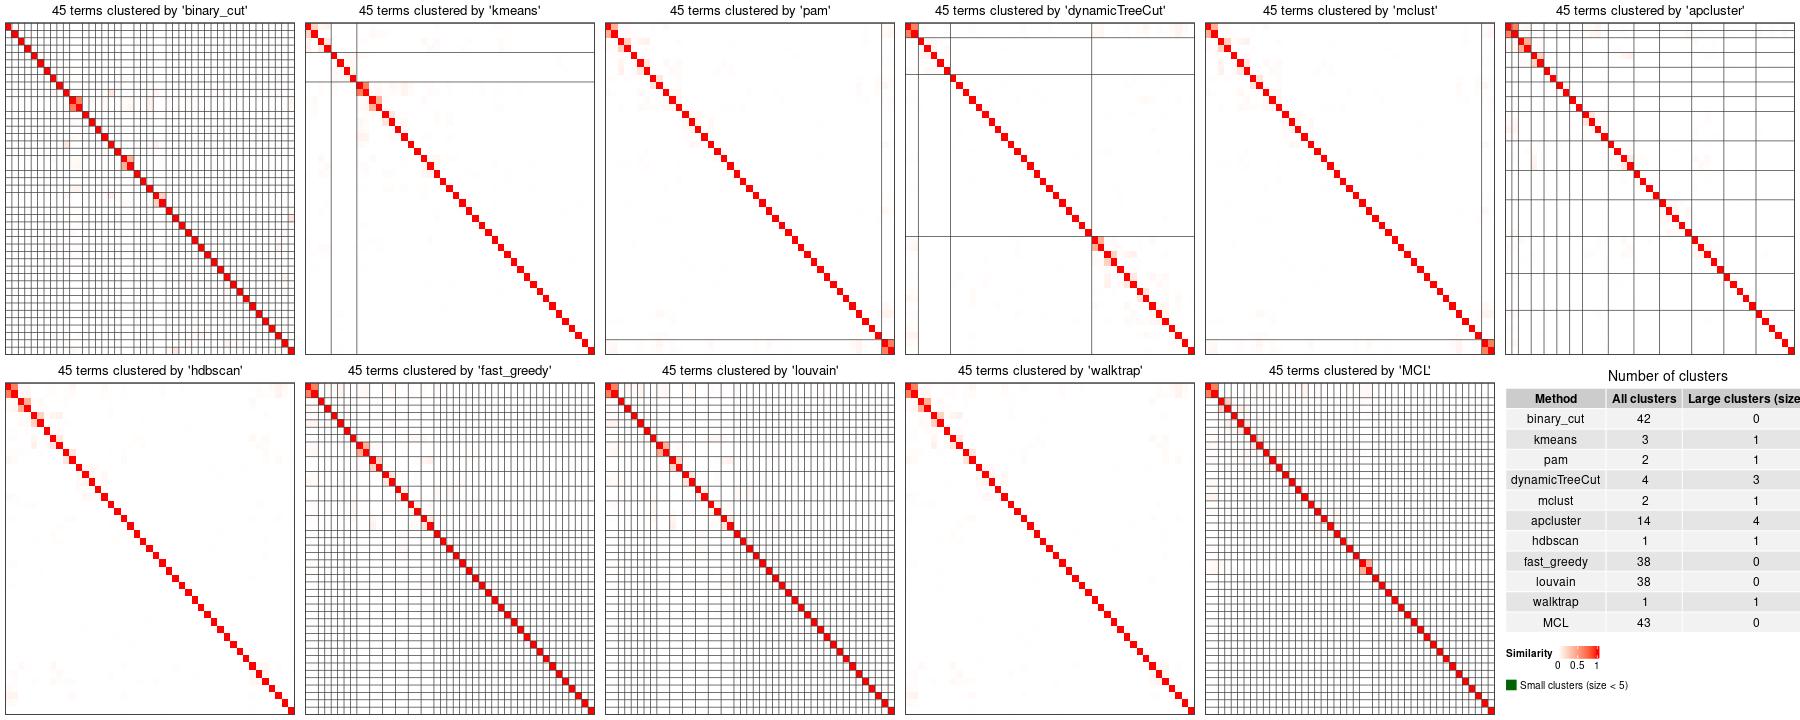 45 terms clustered by 'binary_cut'
45 terms clustered by 'kmeans'
45 terms clustered by 'pam'
45 terms clustered by 'dynamicTreeCut'
45 terms clustered by 'mclust'
45 terms clustered by 'apcluster'
45 terms clustered by 'hdbscan'
45 terms clustered by 'fast_greedy'
45 terms clustered by 'louvain'
45 terms clustered by 'walktrap'
45 terms clustered by 'MCL'
Number of clusters
Method All clusters Large clusters (size
binary_cut 42 0
kmeans 3 1
pam 2 1
dynamicTreeCut 4 3
mclust 2 1
apcluster 14 4
hdbscan 1 1
fast_greedy 38 0
louvain 38 0
walktrap 1 1
MCL 43 0
Similarity
0 0.5 1
Small clusters (size < 5)